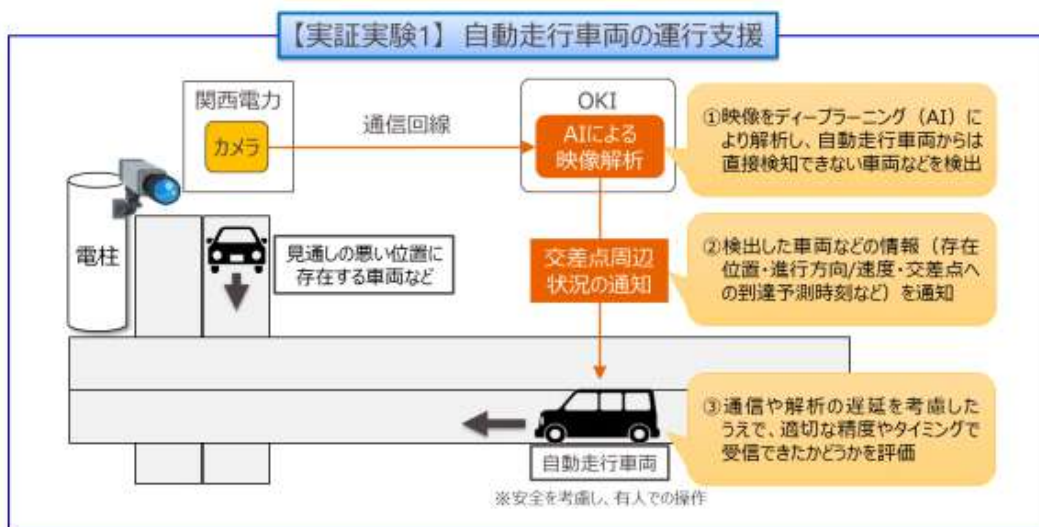 【実証実験1】 自動走行車両の運行支援
関西電力
カメラ
通信回線
OKI
AIによる
映像解析
①映像をディープラーニング（AI）に
より解析し、自動走行車両からは
直接検知できない車両などを検出
電柱
見通しの悪い位置に
存在する車両など
交差点周辺
状況の通知
②検出した車両などの情報（存在
位置・進行方向/速度・交差点へ
の到達予測時刻など）を通知
③通信や解析の遅延を考慮した
うえで、適切な精度やタイミングで
受信できたかどうかを評価
自動走行車両
※安全を考慮し、有人での操作